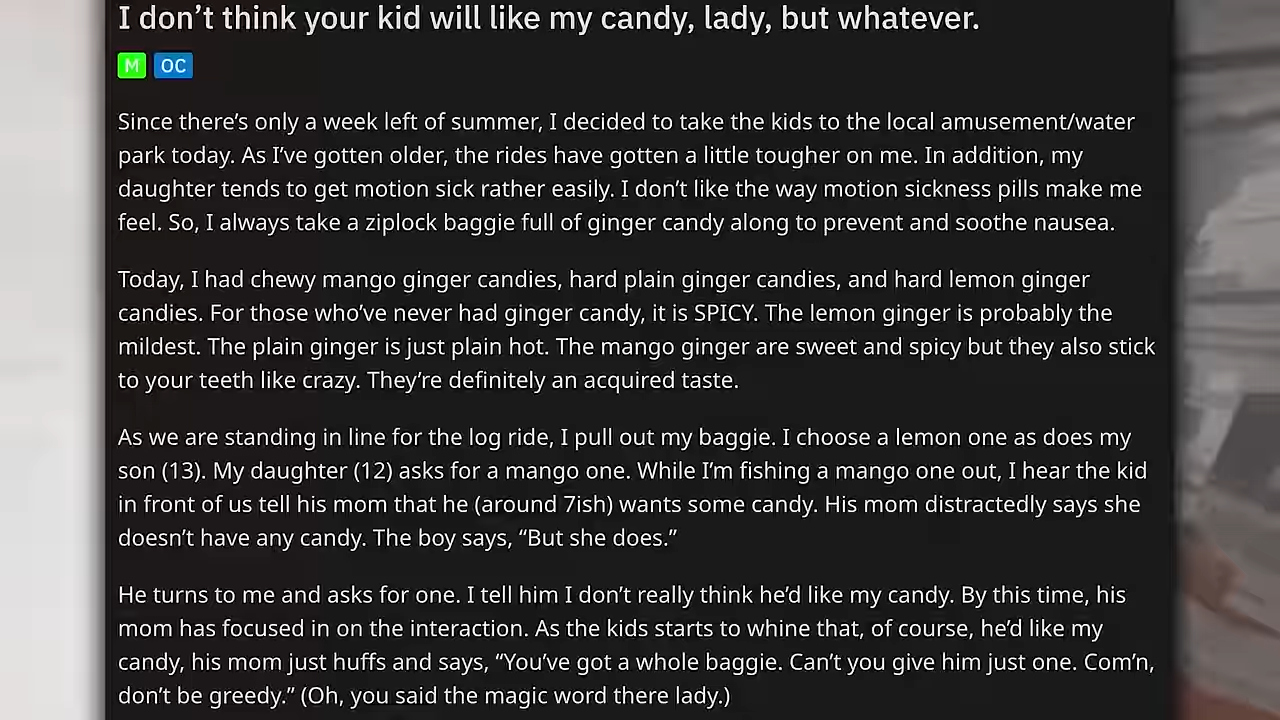 I don’t think your kid will like my candy, lady, but whatever.
M OC
Since there’s only a week left of summer, I decided to take the kids to the local amusement/water
park today. As I’ve gotten older, the rides have gotten a little tougher on me. In addition, my
daughter tends to get motion sick rather easily. I don’t like the way motion sickness pills make me
feel. So, I always take a ziplock baggie full of ginger candy along to prevent and soothe nausea.
Today, I had chewy mango ginger candies, hard plain ginger candies, and hard lemon ginger
candies. For those who’ve never had ginger candy, it is SPICY. The lemon ginger is probably the
mildest. The plain ginger is just plain hot. The mango ginger are sweet and spicy but they also stick
to your teeth like crazy. They’re definitely an acquired taste.
As we are standing in line for the log ride, I pull out my baggie. I choose a lemon one as does my
son (13). My daughter (12) asks for a mango one. While I’m fishing a mango one out, I hear the kid
in front of us tell his mom that he (around 7ish) wants some candy. His mom distractedly says she
doesn’t have any candy. The boy says, “But she does.”
He turns to me and asks for one. I tell him I don’t really think he’d like my candy. By this time, his
mom has focused in on the interaction. As the kids starts to whine that, of course, he’d like my
candy, his mom just huffs and says, “You’ve got a whole baggie. Can’t you give him just one. Com’n,
don’t be greedy.” (Oh, you said the magic word there lady.)